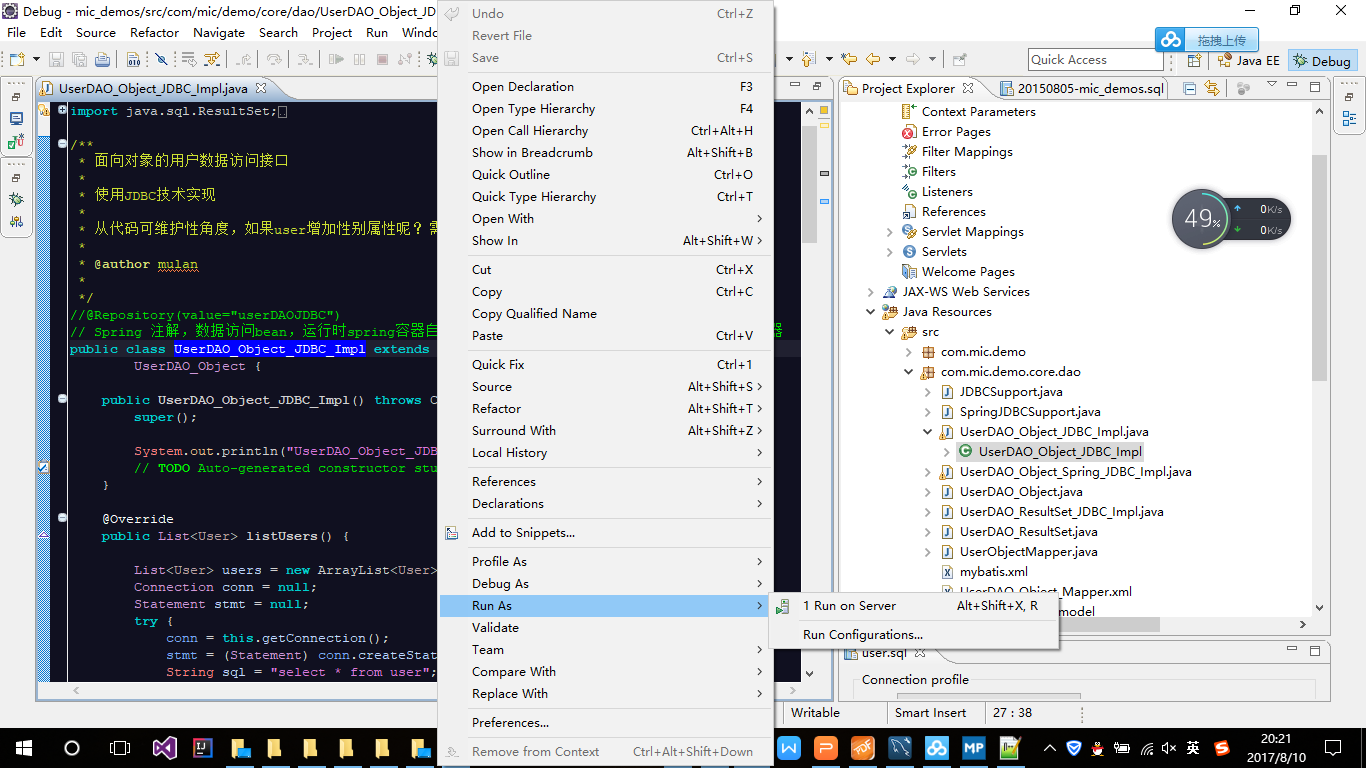 Debug - mic_demos/src/com/mic/demo/core/dao/UserDAO_Object_JD
File Edit Source Refactor Navigate Search Project Run Windo
拖拽上传
Quick Access
Java EE
Debug
UserDAO_Object_JDBC_Impl.java
import java.sql.ResultSet;
/**
* 面向对象的用户数据访问接口
*
* 使用JDBC技术实现
*
* 从代码可维护性角度，如果user增加性别属性呢？需
*
* @author mulan
*
*/
//@Repository(value="userDAOJDBC")
// Spring 注解，数据访问bean，运行时spring容器自
器
public class UserDAO_Object_JDBC_Impl extends
UserDAO_Object {
public UserDAO_Object_JDBC_Impl() throws C
super();
System.out.println("UserDAO_Object_JDB
// TODO Auto-generated constructor stu
}
@Override
public List<User> listUsers() {
List<User> users = new ArrayList<User>
Connection conn = null;
Statement stmt = null;
try {
conn = this.getConnection();
stmt = (Statement) conn.createStat
String sql = "select * from user";
Undo Ctrl+Z
Revert File
Save Ctrl+S
Open Declaration F3
Open Type Hierarchy F4
Open Call Hierarchy Ctrl+Alt+H
Show in Breadcrumb Alt+Shift+B
Quick Outline Ctrl+O
Quick Type Hierarchy Ctrl+T
Open With
Show In Alt+Shift+W
Cut Ctrl+X
Copy Ctrl+C
Copy Qualified Name
Paste Ctrl+V
Quick Fix Ctrl+1
Source Alt+Shift+S
Refactor Alt+Shift+T
Surround With Alt+Shift+Z
Local History
References
Declarations
Add to Snippets...
Profile As
Debug As
Run As
Validate
Team
Compare With
Replace With
Preferences...
Remove from Context Ctrl+Alt+Shift+Down
1 Run on Server Alt+Shift+X, R
Run Configurations...
Project Explorer
20150805-mic_demos.sql
Context Parameters
Error Pages
Filter Mappings
Filters
Listeners
References
Servlet Mappings
Servlets
Welcome Pages
JAX-WS Web Services
Java Resources
src
com.mic.demo
com.mic.demo.core.dao
JDBCSupport.java
SpringJDBCSupport.java
UserDAO_Object_JDBC_Impl.java
UserDAO_Object_JDBC_Impl
UserDAO_Object_Spring_JDBC_Impl.java
UserDAO_Object.java
UserDAO_ResultSet_JDBC_Impl.java
UserDAO_ResultSet.java
UserObjectMapper.java
mybatis.xml
UserDAO_Object_Mapper.xml
model
49%
0K/s
0K/s
user.sql
Connection profile
Writable
Smart Insert
27 : 38
英
20:21
2017/8/10